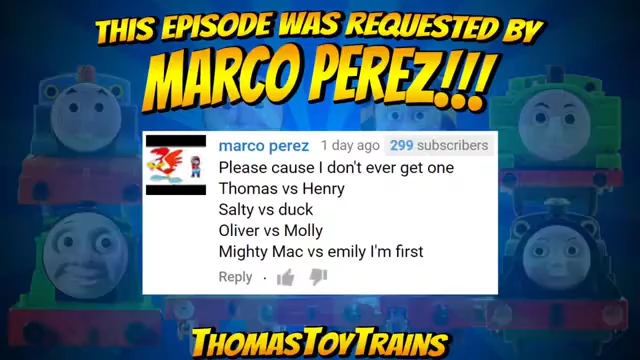 THIS EPISODE WAS REQUESTED BY
MARCO PEREZ!!!
marco perez 1 day ago 299 subscribers
Please cause I don't ever get one
Thomas vs Henry
Salty vs duck
Oliver vs Molly
Mighty Mac vs emily I'm first
Reply ·
THOMASTOYTRAINS